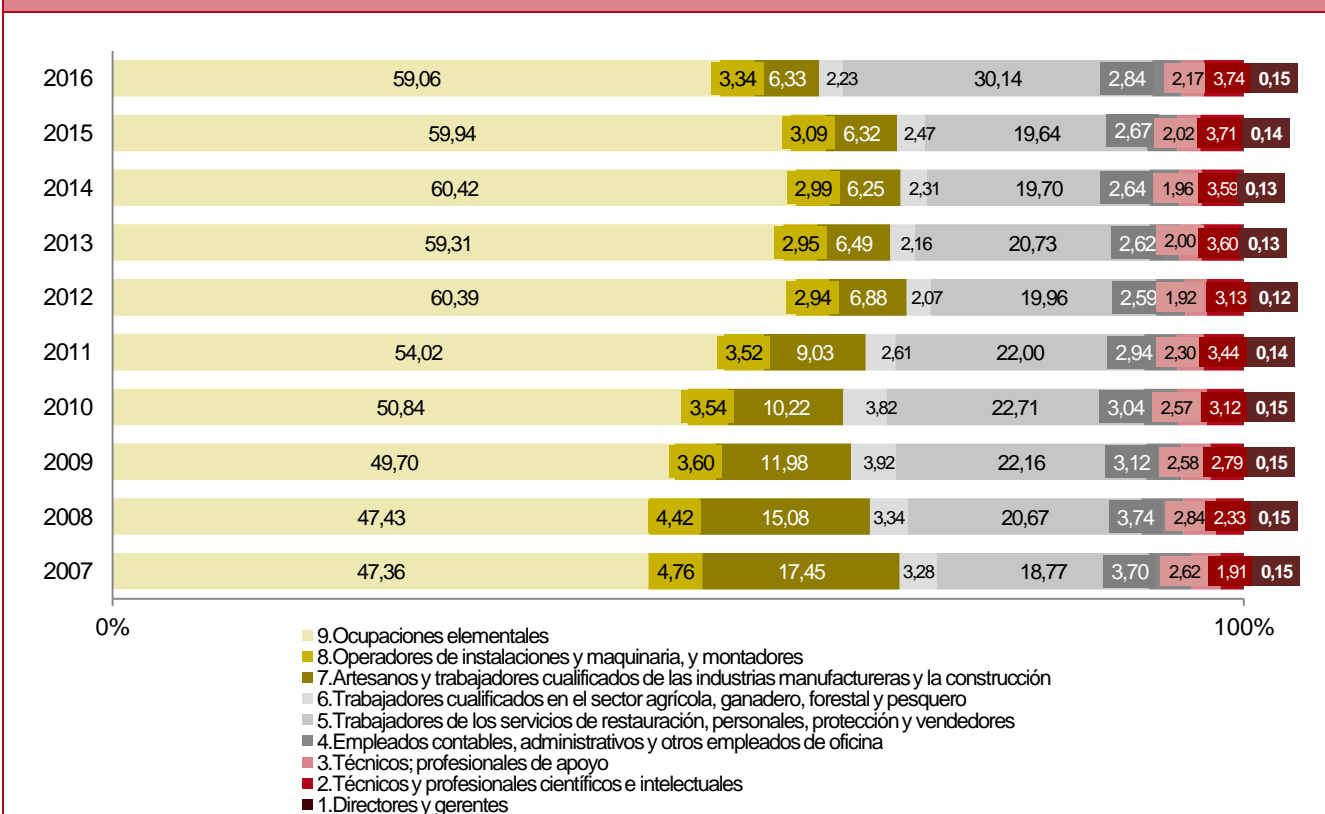 2016 59,06 3,34 6,33 2,23 30,14 2,84 2,17 3,74 0,15
2015 59,94 3,09 6,32 2,47 19,64 2,67 2,02 3,71 0,14
2014 60,42 2,99 6,25 2,31 19,70 2,64 1,96 3,59 0,13
2013 59,31 2,95 6,49 2,16 20,73 2,62 2,00 3,60 0,13
2012 60,39 2,94 6,88 2,07 19,96 2,59 1,92 3,13 0,12
2011 54,02 3,52 9,03 2,61 22,00 2,94 2,30 3,44 0,14
2010 50,84 3,54 10,22 3,82 22,71 3,04 2,57 3,12 0,15
2009 49,70 3,60 11,98 3,92 22,16 3,12 2,58 2,79 0,15
2008 47,43 4,42 15,08 3,34 20,67 3,74 2,84 2,33 0,15
2007 47,36 4,76 17,45 3,28 18,77 3,70 2,62 1,91 0,15
0% 100%
9.Ocupaciones elementales
8.Operadores de instalaciones y maquinaria, y montadores
7.Artesanos y trabajadores cualificados de las industrias manufactureras y la construcción
6.Trabajadores cualificados en el sector agrícola, ganadero, forestal y pesquero
5.Trabajadores de los servicios de restauración, personales, protección y vendedores
4.Empleados contables, administrativos y otros empleados de oficina
3.Técnicos; profesionales de apoyo
2.Técnicos y profesionales científicos e intelectuales
1.Directores y gerentes